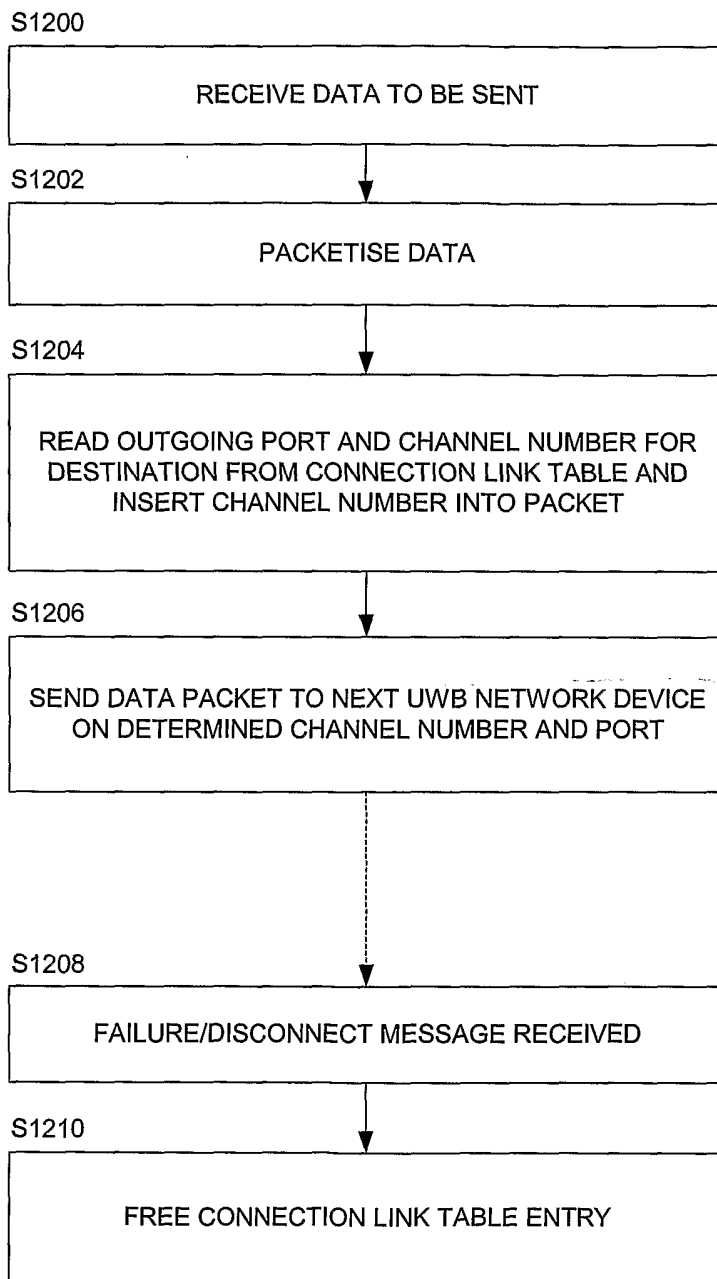 S1200
RECEIVE DATA TO BE SENT
S1202
PACKETISE DATA
S1204
READ OUTGOING PORT AND CHANNEL NUMBER FOR
DESTINATION FROM CONNECTION LINK TABLE AND
INSERT CHANNEL NUMBER INTO PACKET
S1206
SEND DATA PACKET TO NEXT UWB NETWORK DEVICE
ON DETERMINED CHANNEL NUMBER AND PORT
S1208
FAILURE/DISCONNECT MESSAGE RECEIVED
S1210
FREE CONNECTION LINK TABLE ENTRY